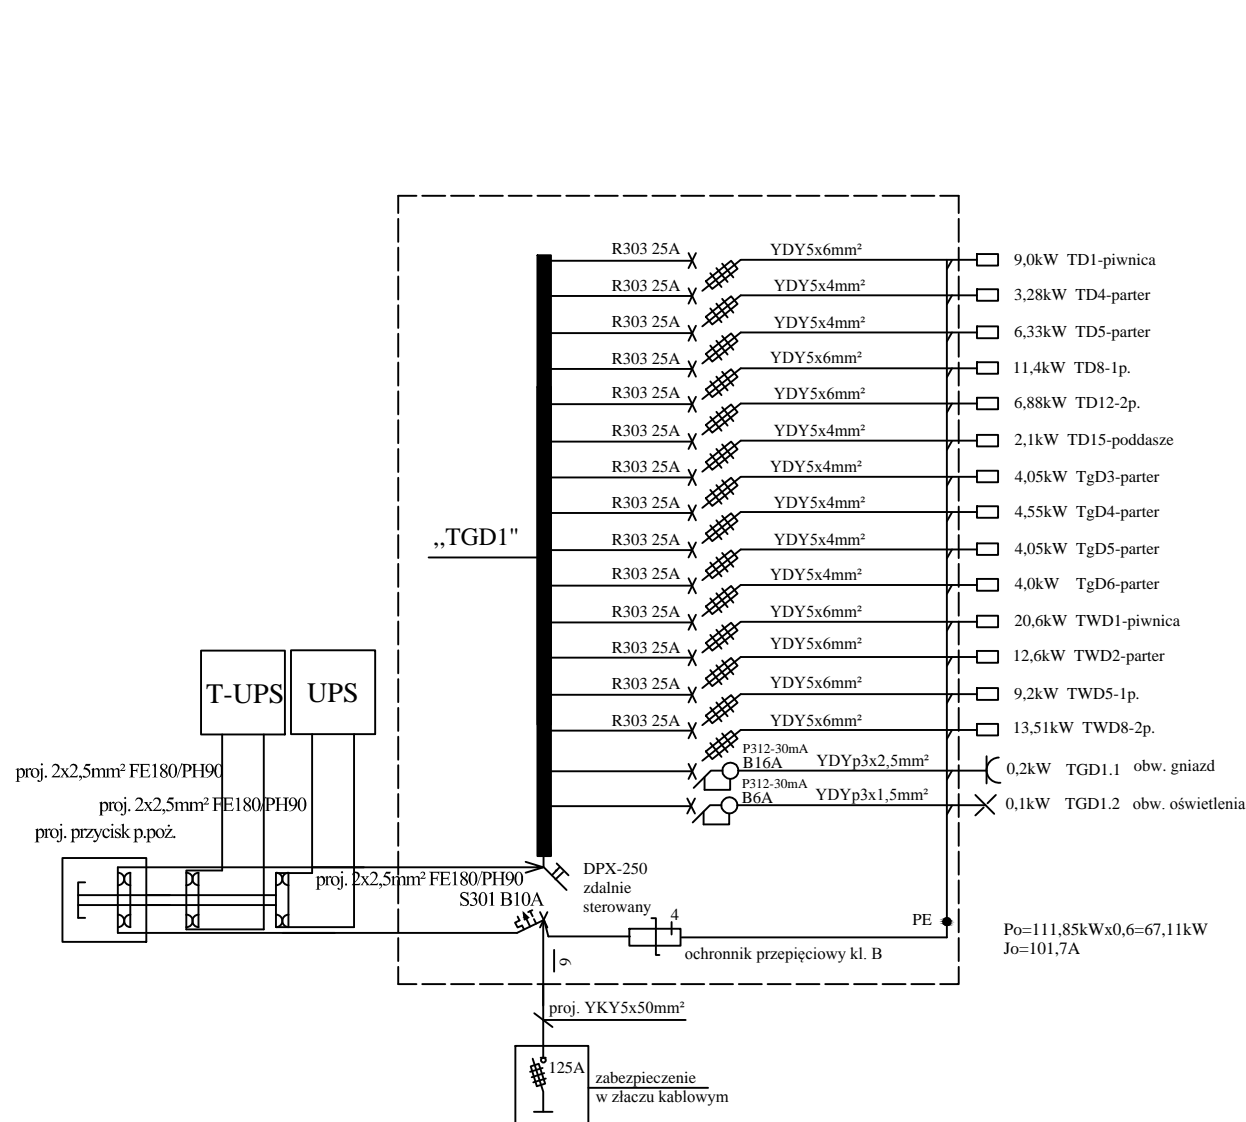 R303 25A YDY5x6mm² 9,0kW TD1-piwnica
R303 25A YDY5x4mm² 3,28kW TD4-parter
R303 25A YDY5x4mm² 6,33kW TD5-parter
R303 25A YDY5x6mm² 11,4kW TD8-1p.
R303 25A YDY5x6mm² 6,88kW TD12-2p.
R303 25A YDY5x4mm² 2,1kW TD15-poddasze
R303 25A YDY5x4mm² 4,05kW TgD3-parter
R303 25A YDY5x4mm² 4,55kW TgD4-parter
,,TGD1"
R303 25A YDY5x4mm² 4,05kW TgD5-parter
R303 25A YDY5x4mm² 4,0kW TgD6-parter
R303 25A YDY5x6mm² 20,6kW TWD1-piwnica
R303 25A YDY5x6mm² 12,6kW TWD2-parter
R303 25A YDY5x6mm² 9,2kW TWD5-1p.
R303 25A YDY5x6mm² 13,51kW TWD8-2p.
T-UPS UPS
P312-30mA
B16A YDYp3x2,5mm² 0,2kW TGD1.1 obw. gniazd
P312-30mA
B6A YDYp3x1,5mm² 0,1kW TGD1.2 obw. oświetlenia
proj. 2x2,5mm² FE180/PH90
proj. 2x2,5mm² FE180/PH90
proj. przycisk p.poż.
proj. 2x2,5mm² FE180/PH90
S301 B10A
DPX-250
zdalnie
sterowany
4
PE
ochronnik przepięciowy kl. B
Po=111,85kWx0,6=67,11kW
Jo=101,7A
6
proj. YKY5x50mm²
125A
zabezpieczenie
w złaczu kablowym